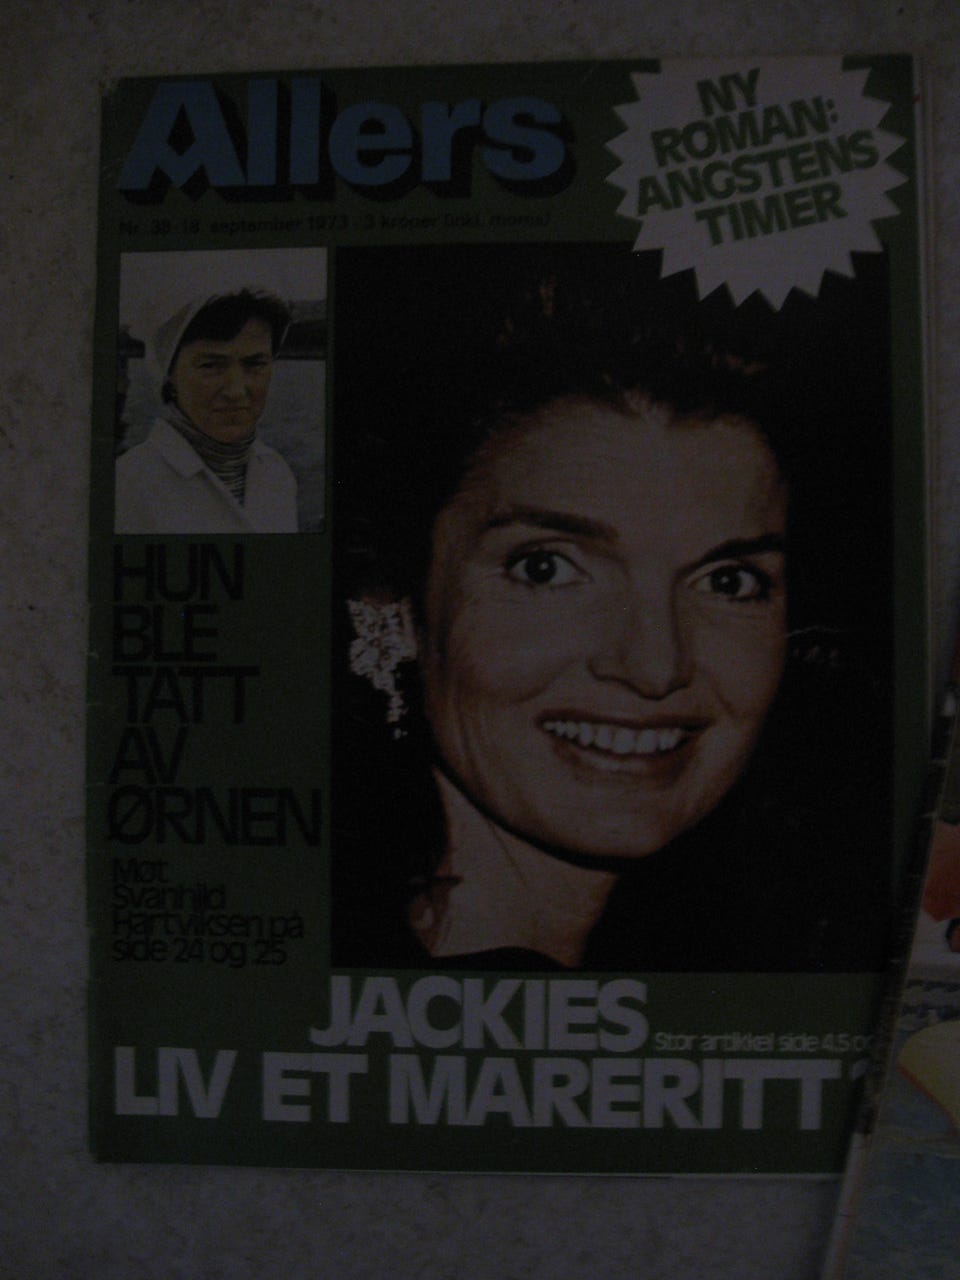 Allers
NY
ROMAN:
ANGSTENS
TIMER
Nr. 38-18. september 1973 - 3 kroner (inkl. moms)
HUN
BLE
TATT
AV
ØRNEN
Møt
Svanhild
Hartviksen på
side 24 og 25
JACKIES
Stor artikkel side 4.5 og
LIV ET MARERITT?